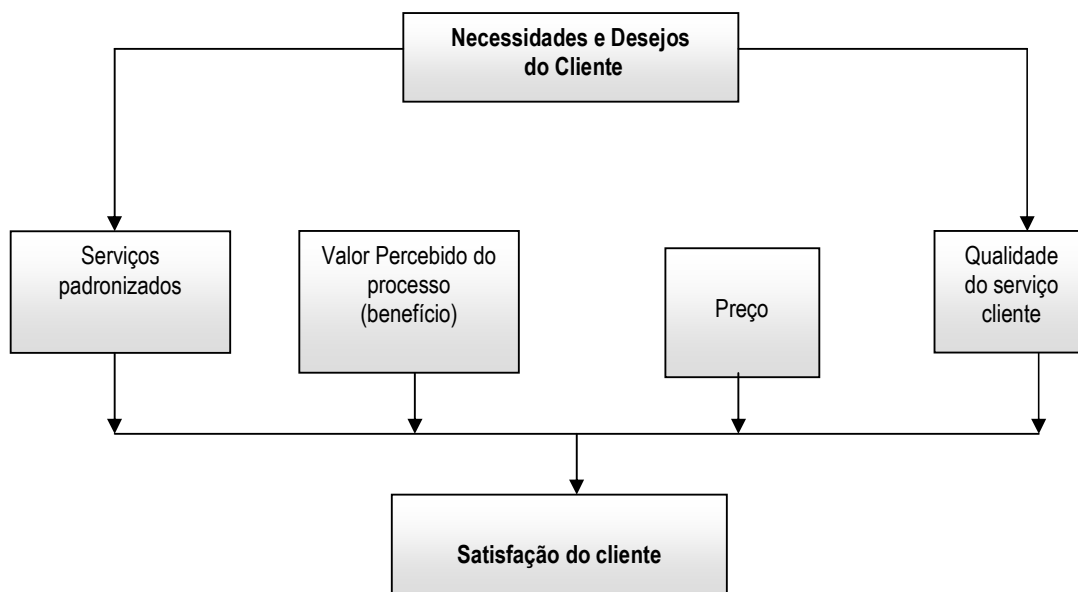 Necessidades e Desejos
do Cliente
Serviços
padronizados
Valor Percebido do
processo
(benefício)
Preço
Qualidade
do serviço
cliente
Satisfação do cliente